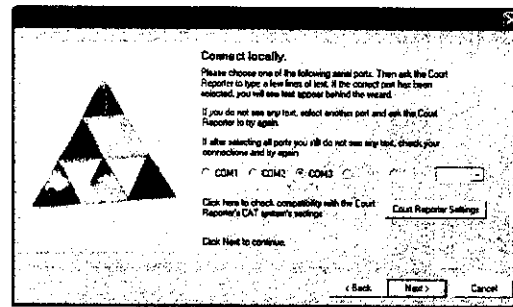 Connect locally.
Please choose one of the following serial ports. Then ask the Court
Reporter to type a few lines of text. If the correct port has been
selected, you will see text appear behind the wizard.
If you do not see any text, select another port and ask the Court
Reporter to try again.
If after selecting all ports you still do not see any text, check your
connections and try again
COM1 COM2 COM3
Click here to check compatibility with the Court
Reporter's CAT system's settings
Court Reporter Settings
Click Next to continue.
< Back Next > Cancel